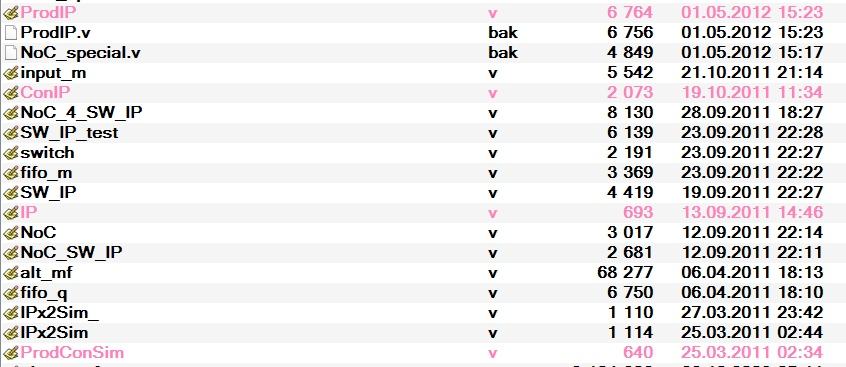 ProdIP v 6 764 01.05.2012 15:23
ProdIP.v bak 6 756 01.05.2012 15:23
NoC_special.v bak 4 849 01.05.2012 15:17
input_m v 5 542 21.10.2011 21:14
ConIP v 2 073 19.10.2011 11:34
NoC_4_SW_IP v 8 130 28.09.2011 18:27
SW_IP_test v 6 139 23.09.2011 22:28
switch v 2 191 23.09.2011 22:27
fifo_m v 3 369 23.09.2011 22:22
SW_IP v 4 419 19.09.2011 22:27
IP v 693 13.09.2011 14:46
NoC v 3 017 12.09.2011 22:14
NoC_SW_IP v 2 681 12.09.2011 22:11
alt_mf v 68 277 06.04.2011 18:13
fifo_q v 6 750 06.04.2011 18:10
IPx2Sim_ v 1 110 27.03.2011 23:42
IPx2Sim v 1 114 25.03.2011 02:44
ProdConSim v 640 25.03.2011 02:34